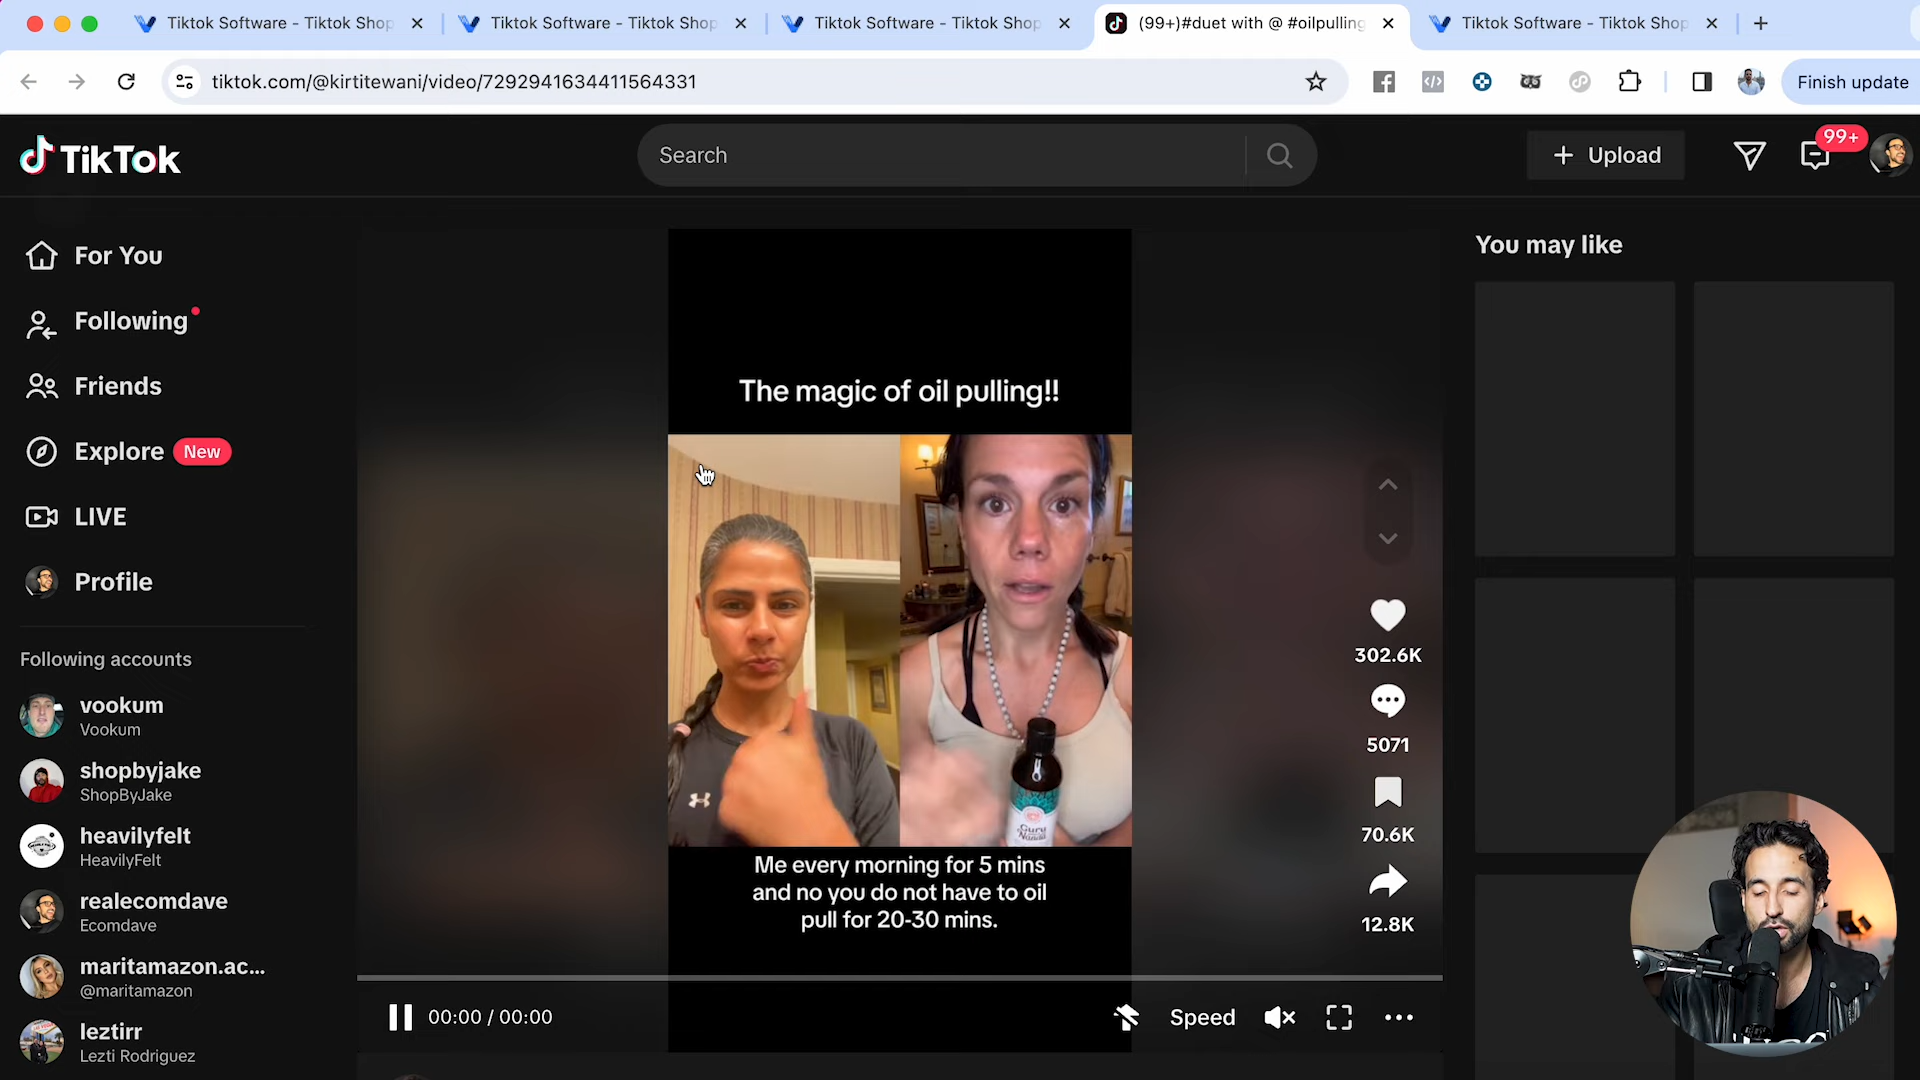 Tiktok Software - Tiktok Shop
Tiktok Software - Tiktok Shop
Tiktok Software - Tiktok Shop
(99+)#duet with @ #oilpulling
Tiktok Software - Tiktok Shop
tiktok.com/@kirtitewani/video/7292941634411564331
Finish update
TikTok
Search
Upload
99+
For You
Following
Friends
Explore New
LIVE
Profile
Following accounts
vookum
Vookum
shopbyjake
ShopByJake
heavilyfelt
HeavilyFelt
realecomdave
Ecomdave
maritamazon.ac...
@maritamazon
leztirr
Lezti Rodriguez
The magic of oil pulling!!
Guru
Nanda
Me every morning for 5 mins
and no you do not have to oil
pull for 20-30 mins.
302.6K
5071
70.6K
12.8K
00:00 / 00:00
Speed
You may like